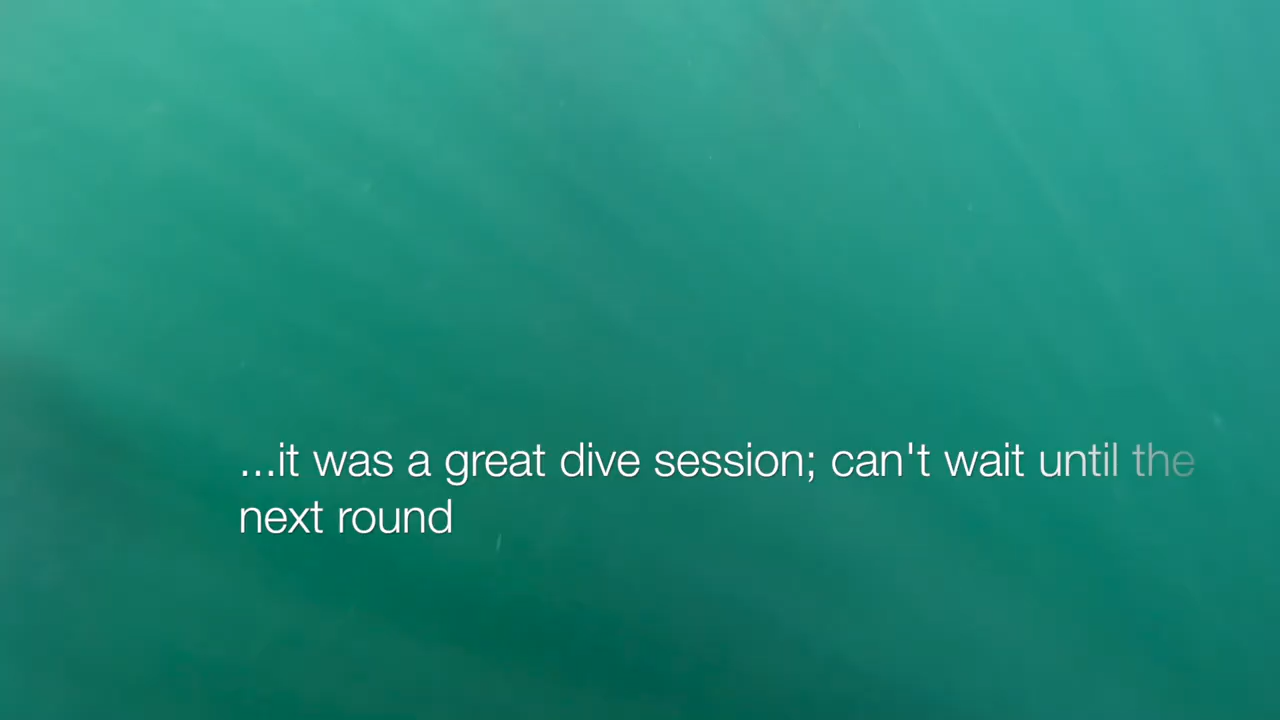 ...it was a great dive session; can't wait until the
next round